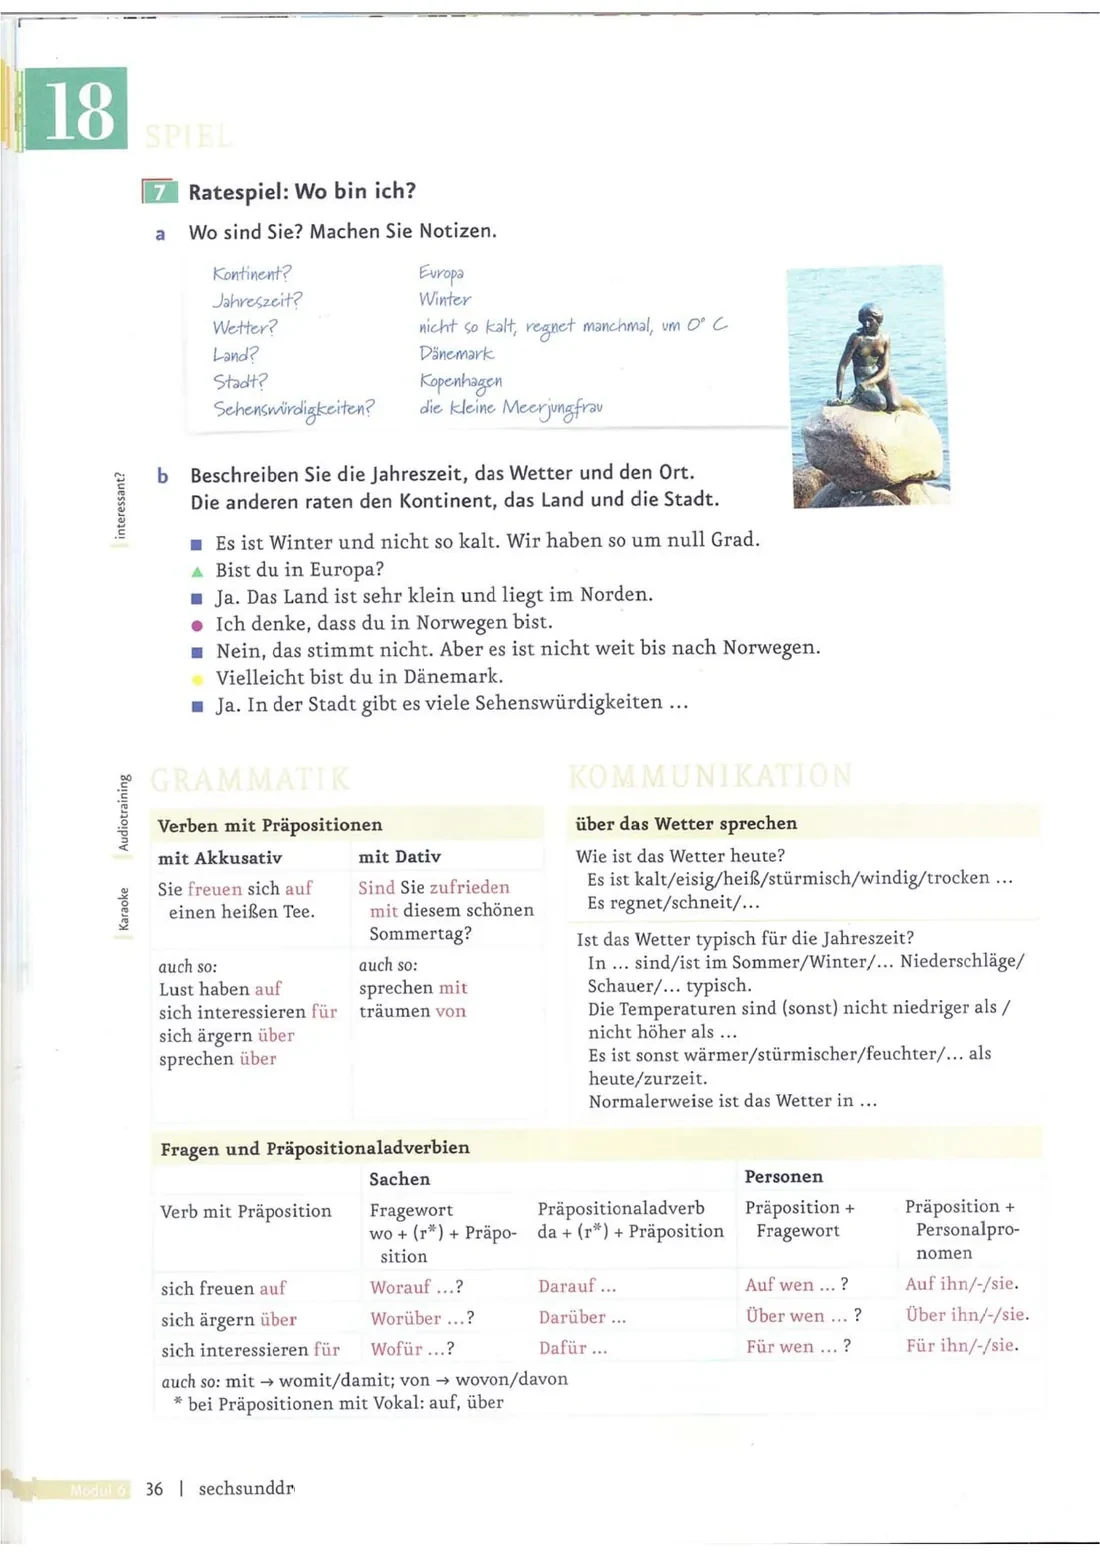 18
SPIEL
7 Ratespiel: Wo bin ich?
a Wo sind Sie? Machen Sie Notizen.
Kontinent? Europa
Jahreszeit? Winter
Wetter? nicht so kalt, regnet manchmal, um 0° C
Land? Dänemark
Stadt? Kopenhagen
Sehenswürdigkeiten? die kleine Meerjungfrau
interessant?
b Beschreiben Sie die Jahreszeit, das Wetter und den Ort.
Die anderen raten den Kontinent, das Land und die Stadt.
Es ist Winter und nicht so kalt. Wir haben so um null Grad.
Bist du in Europa?
Ja. Das Land ist sehr klein und liegt im Norden.
Ich denke, dass du in Norwegen bist.
Nein, das stimmt nicht. Aber es ist nicht weit bis nach Norwegen.
Vielleicht bist du in Dänemark.
Ja. In der Stadt gibt es viele Sehenswürdigkeiten ...
Audiotraining
Karaoke
GRAMMATIK
Verben mit Präpositionen
mit Akkusativ mit Dativ
Sie freuen sich auf Sind Sie zufrieden
einen heißen Tee. mit diesem schönen
Sommertag?
auch so: auch so:
Lust haben auf sprechen mit
sich interessieren für träumen von
sich ärgern über
sprechen über
KOMMUNIKATION
über das Wetter sprechen
Wie ist das Wetter heute?
Es ist kalt/eisig/heiß/stürmisch/windig/trocken ...
Es regnet/schneit/...
Ist das Wetter typisch für die Jahreszeit?
In ... sind/ist im Sommer/Winter/... Niederschläge/
Schauer/... typisch.
Die Temperaturen sind (sonst) nicht niedriger als /
nicht höher als ...
Es ist sonst wärmer/stürmischer/feuchter/... als
heute/zurzeit.
Normalerweise ist das Wetter in ...
Fragen und Präpositionaladverbien
Sachen Personen
Verb mit Präposition Fragewort Präpositionaladverb Präposition + Präposition +
wo + (r*) + Präpo- da + (r*) + Präposition Fragewort Personalpro-
sition nomen
sich freuen auf Worauf ...? Darauf ... Auf wen ... ? Auf ihn/-/sie.
sich ärgern über Worüber ...? Darüber ... Über wen ... ? Über ihn/-/sie.
sich interessieren für Wofür ...? Dafür ... Für wen ... ? Für ihn/-/sie.
auch so: mit → womit/damit; von → wovon/davon
* bei Präpositionen mit Vokal: auf, über
Modul 6 36 | sechsunddr